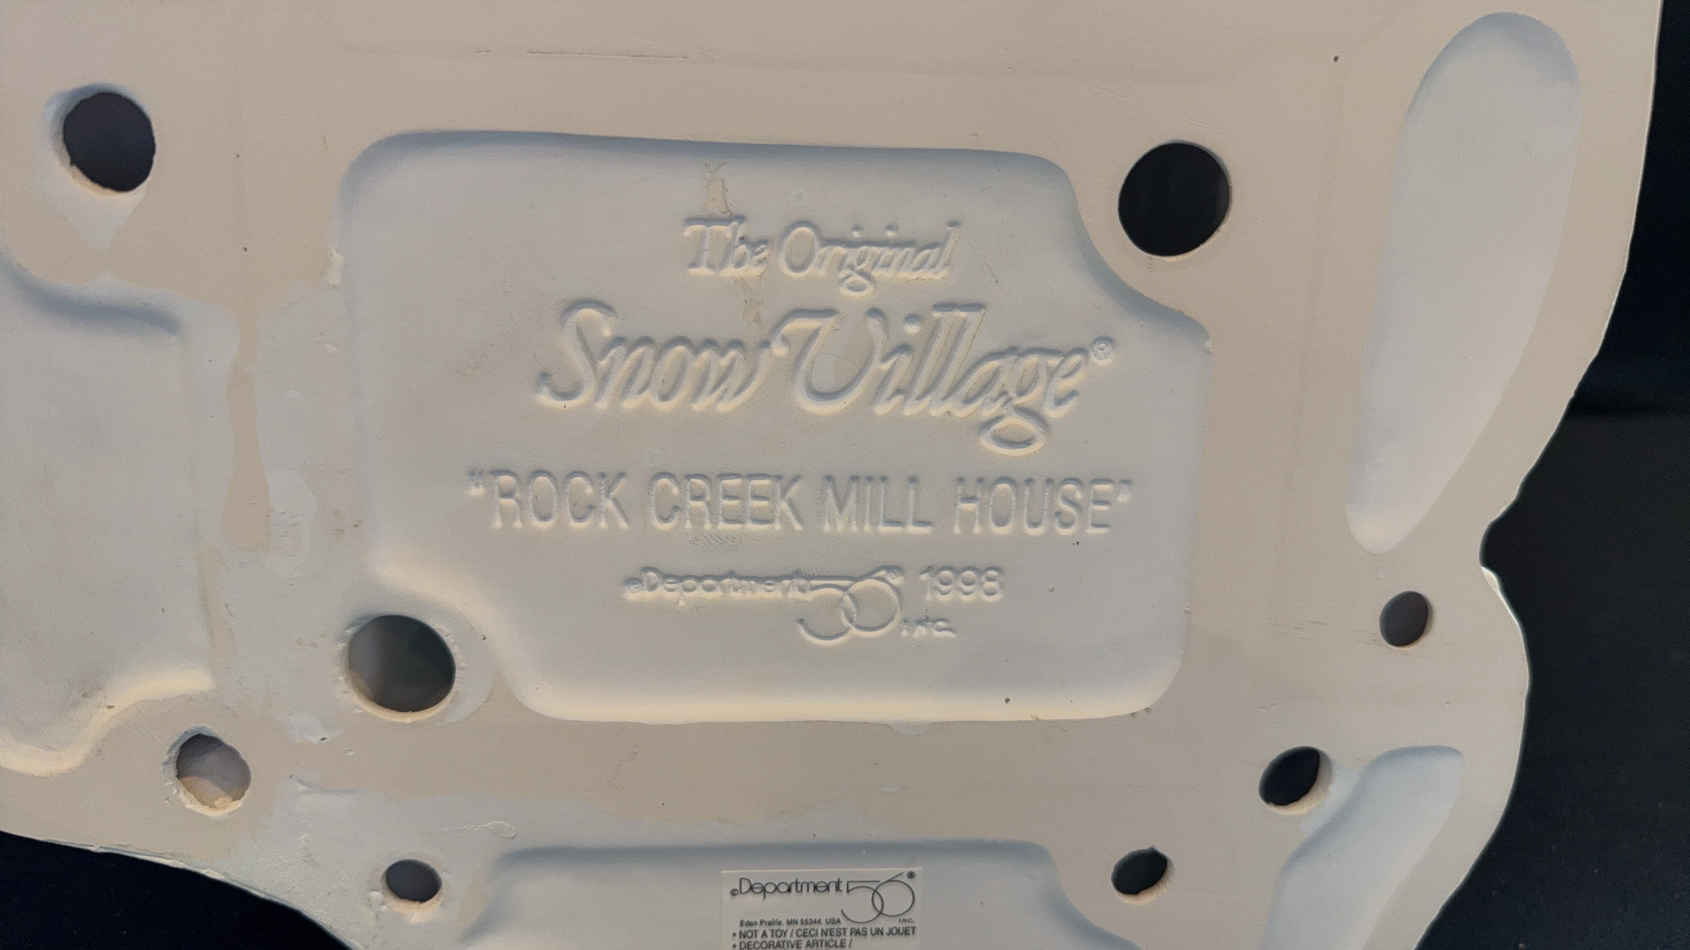 The Original
Snow Village®
"ROCK CREEK MILL HOUSE"
©Department 56® 1998
INC.
©Department 56®
INC.
Eden Prairie, MN 55344, USA
• NOT A TOY / CECI N'EST PAS UN JOUET
• DECORATIVE ARTICLE /